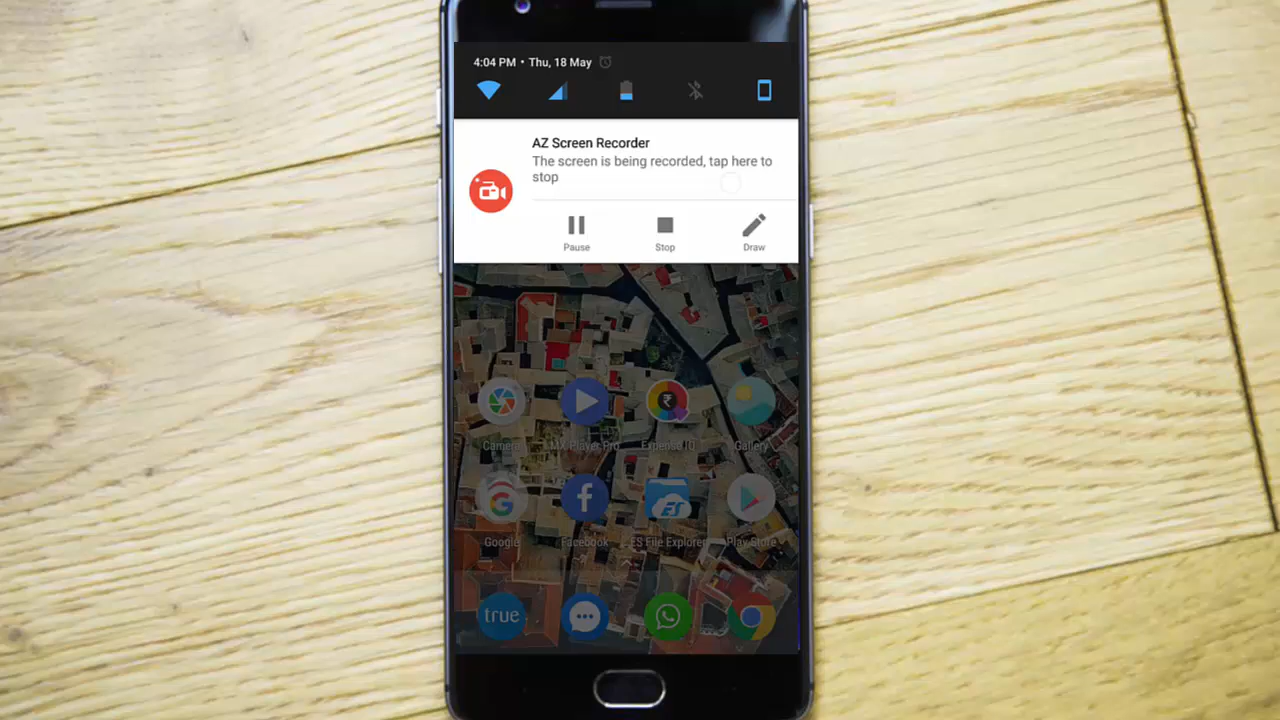 4:04 PM • Thu, 18 May
AZ Screen Recorder
The screen is being recorded, tap here to
stop
Pause Stop Draw
Camera MX Player Pro Expense IQ Gallery
Google Facebook ES File Explorer Play Store
ES
true